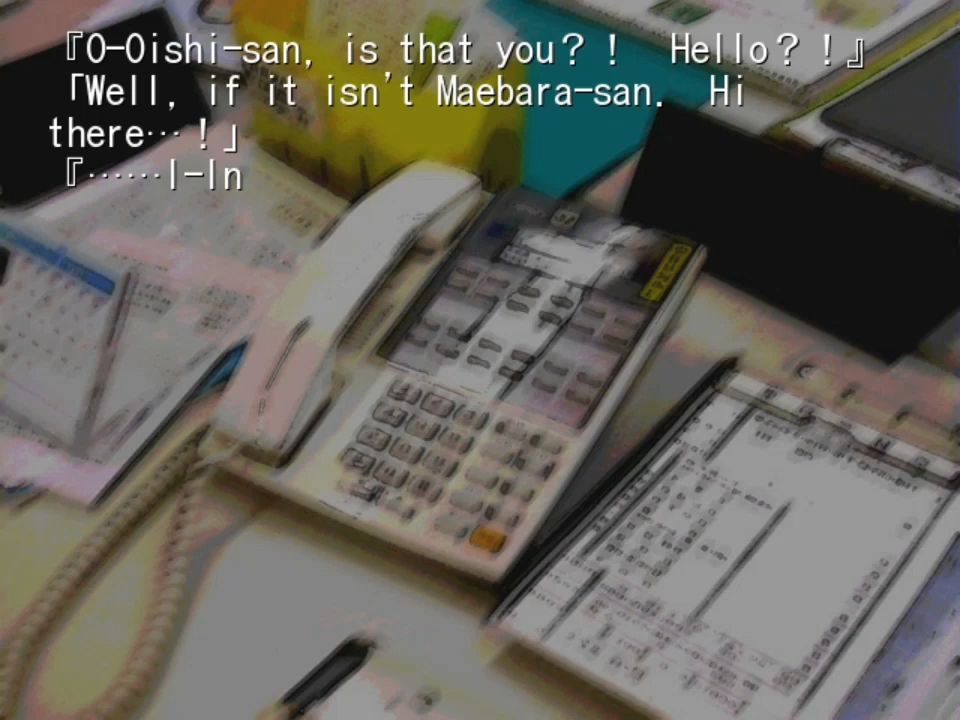 『O-Oishi-san, is that you？！　Hello？！』
「Well, if it isn't Maebara-san.　Hi
there…！」
『……I-In